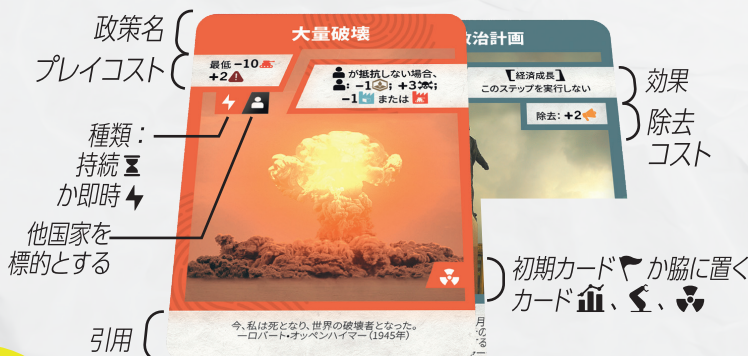 政策名
プレイコスト
種類：
持続
か即時
他国家を
標的とする
引用
大量破壊
最低 -10
+2
が抵抗しない場合、
: -1 ; +3 ;
-1 または
今、私は死となり、世界の破壊者となった。
ーロバート・オッペンハイマー（1945年）
治計画
【経済成長】
このステップを実行しない
除去: +2
効果
除去
コスト
初期カード か脇に置く
カード 、 、